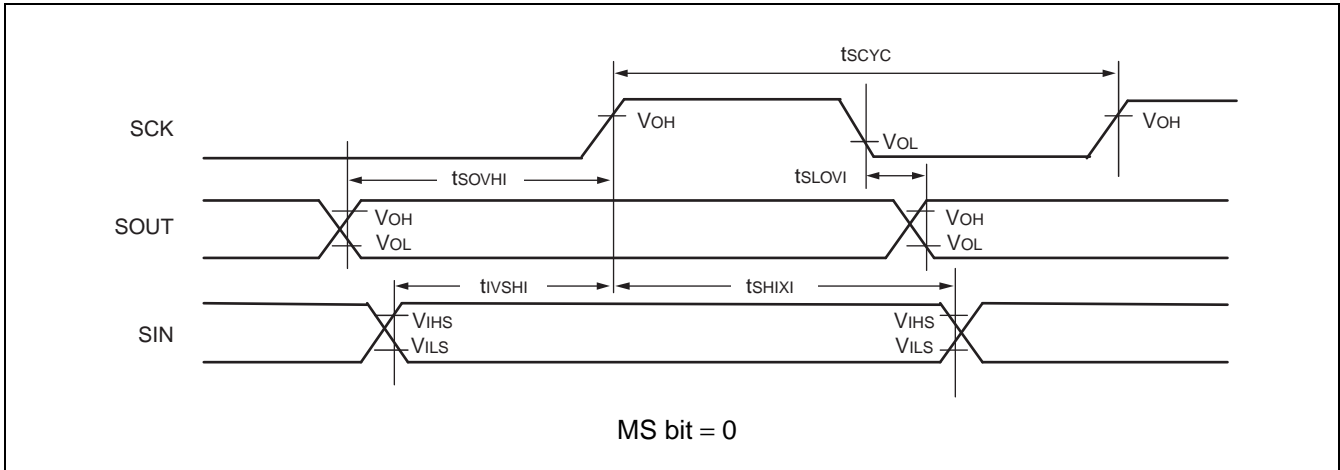 tSCYC
SCK
VOH
VOL
VOH
tSOVHI
tSLOVI
SOUT
VOH
VOL
VOH
VOL
tIVSHI
tSHIXI
SIN
VIHS
VILS
VIHS
VILS
MS bit = 0